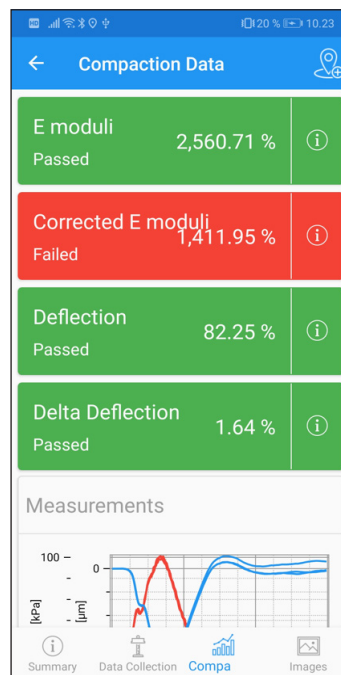 HD 20 % 10.23
Compaction Data
E moduli
2,560.71 %
Passed
Corrected E moduli
1,411.95 %
Failed
Deflection
82.25 %
Passed
Delta Deflection
1.64 %
Passed
Measurements
100
0
[kPa]
[µm]
Summary
Data Collection
Compa
Images